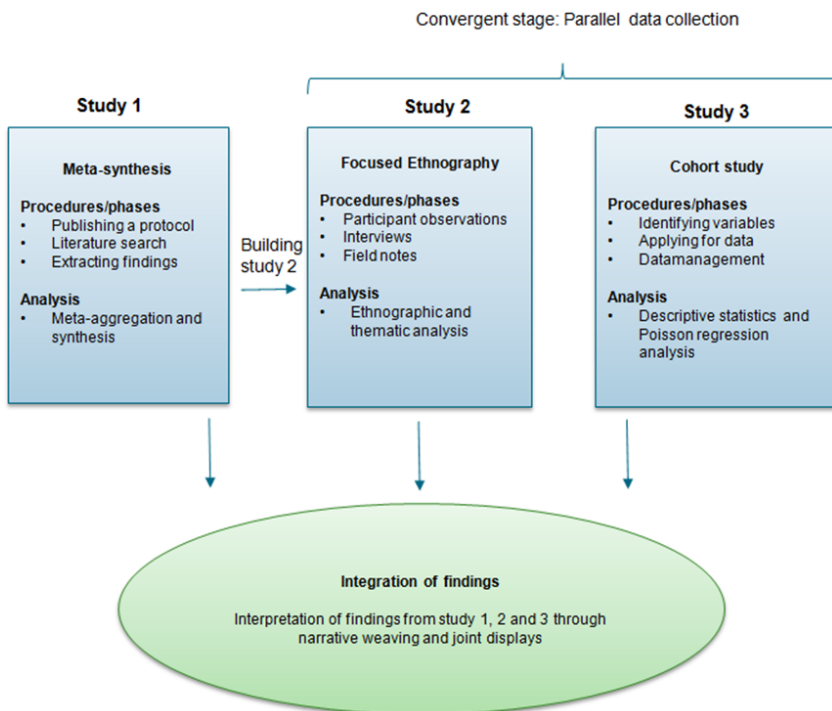 Convergent stage: Parallel data collection
Study 1
Meta-synthesis
Procedures/phases
• Publishing a protocol
• Literature search
• Extracting findings
Analysis
• Meta-aggregation and
synthesis
Building
study 2
Study 2
Focused Ethnography
Procedures/phases
• Participant observations
• Interviews
• Field notes
Analysis
• Ethnographic and
thematic analysis
Study 3
Cohort study
Procedures/phases
• Identifying variables
• Applying for data
• Datamanagement
Analysis
• Descriptive statistics and
Poisson regression
analysis
Integration of findings
Interpretation of findings from study 1, 2 and 3 through
narrative weaving and joint displays